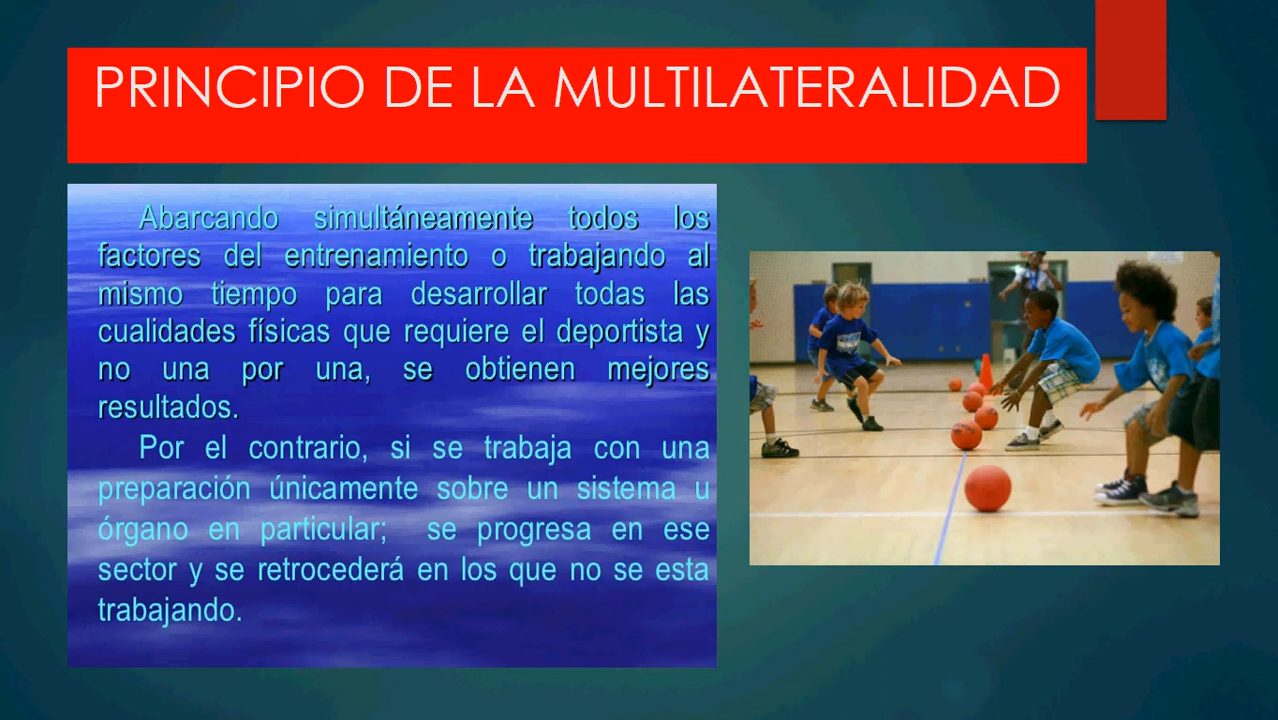 PRINCIPIO DE LA MULTILATERALIDAD
Abarcando simultáneamente todos los
factores del entrenamiento o trabajando al
mismo tiempo para desarrollar todas las
cualidades físicas que requiere el deportista y
no una por una, se obtienen mejores
resultados.
Por el contrario, si se trabaja con una
preparación únicamente sobre un sistema u
órgano en particular; se progresa en ese
sector y se retrocederá en los que no se esta
trabajando.